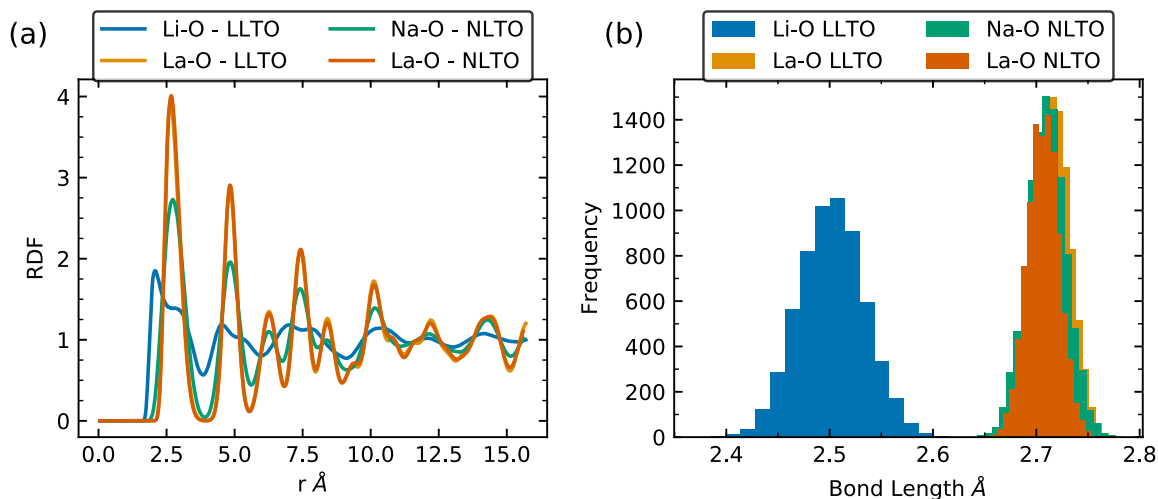 (a)
Li-O - LLTO
Na-O - NLTO
La-O - LLTO
La-O - NLTO
4
3
2
1
0
RDF
0.0 2.5 5.0 7.5 10.0 12.5 15.0
r Å
(b)
Li-O LLTO
Na-O NLTO
La-O LLTO
La-O NLTO
1400
1200
1000
800
600
400
200
0
Frequency
2.4 2.5 2.6 2.7 2.8
Bond Length Å